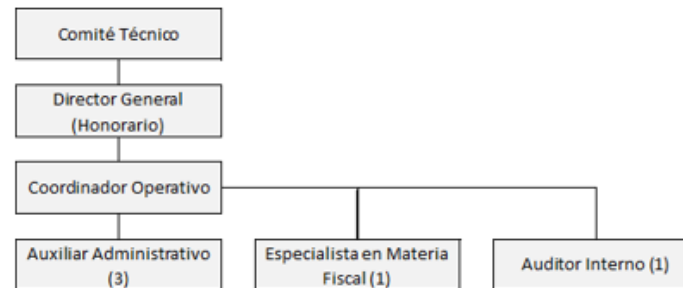 Comité Técnico
Director General
(Honorario)
Coordinador Operativo
Auxiliar Administrativo
(3)
Especialista en Materia
Fiscal (1)
Auditor Interno (1)